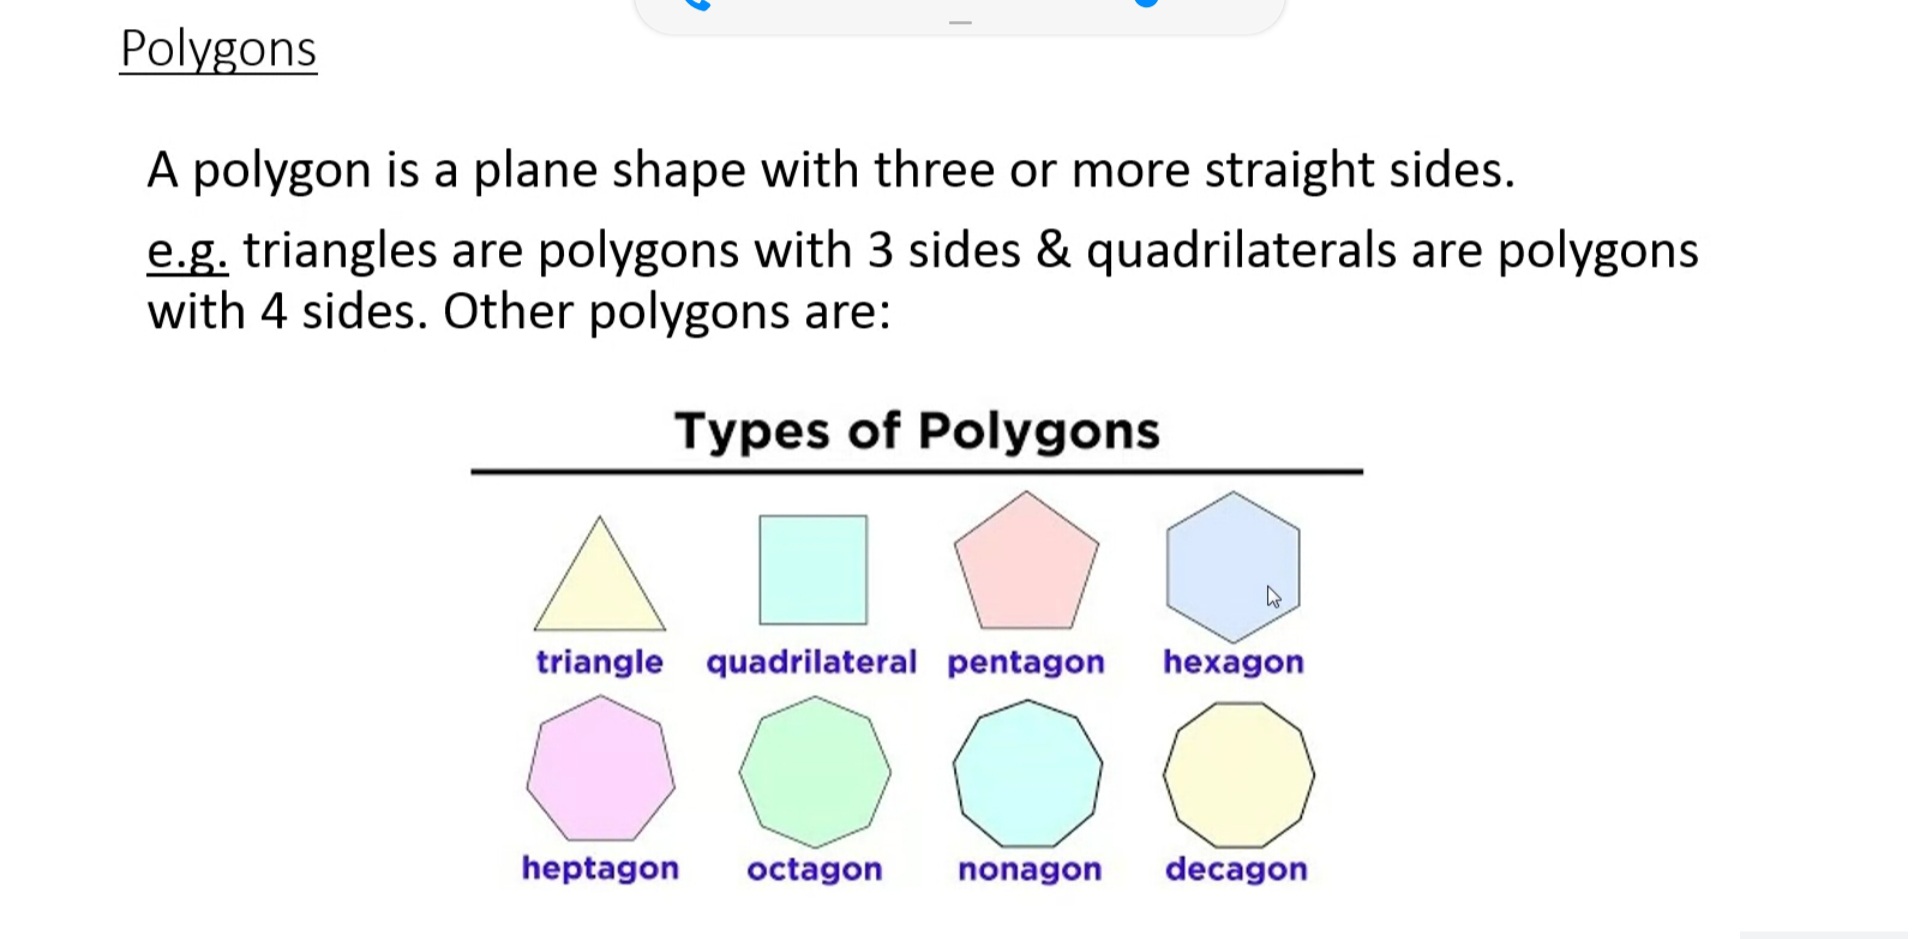 Polygons
A polygon is a plane shape with three or more straight sides.
e.g. triangles are polygons with 3 sides & quadrilaterals are polygons
with 4 sides. Other polygons are:
Types of Polygons
triangle quadrilateral pentagon hexagon
heptagon octagon nonagon decagon